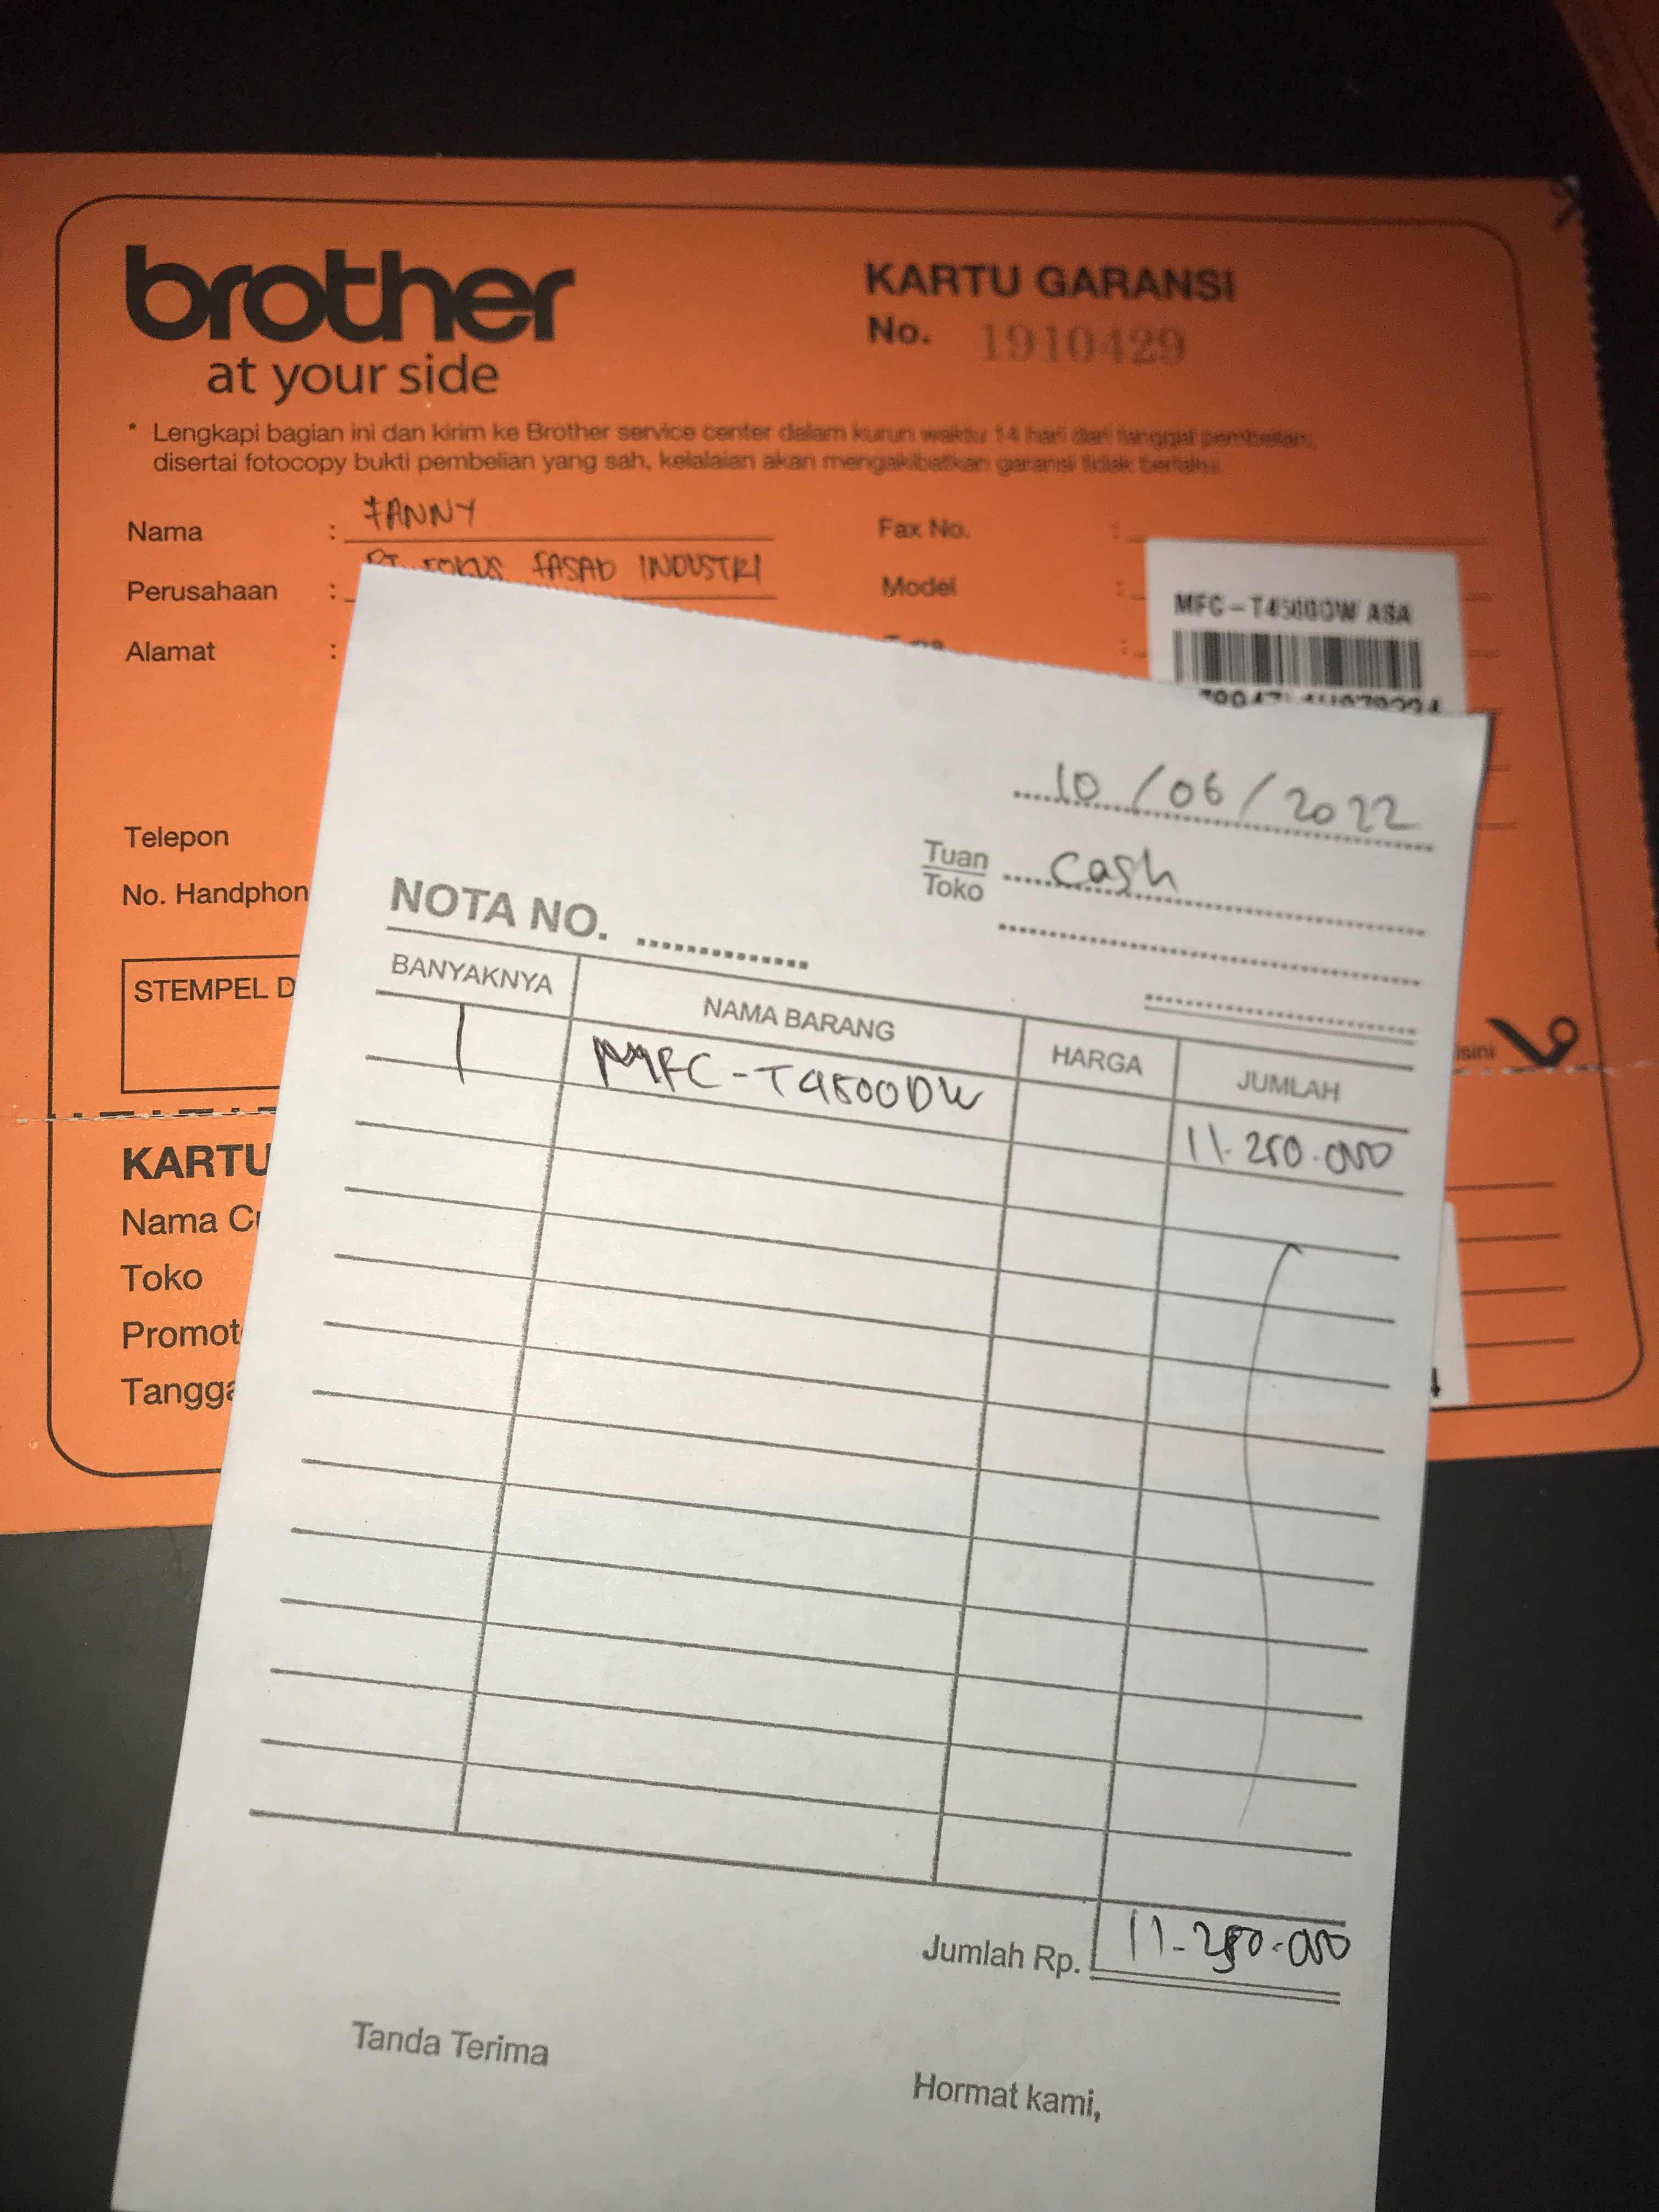 brother
at your side
KARTU GARANSI
No. 1910429
* Lengkapi bagian ini dan kirim ke Brother service center dalam kurun waktu 14 hari dari tanggal pembelian,
disertai fotocopy bukti pembelian yang sah, kelalaian akan mengakibatkan garansi tidak berlaku.
Nama : FANNY
Fax No. :
Perusahaan : PT FOKUS FASAD INDUSTRI
Model :
MFC-T4500DW ASA
Alamat :
Telepon
No. Handphon
STEMPEL D
isini
KARTU
Nama C
Toko
Promot
Tangga
10/06/2022
Tuan
Toko
Cash
NOTA NO.
BANYAKNYA NAMA BARANG HARGA JUMLAH
1 MFC-T4500DW 11.250.000
Jumlah Rp. 11-250.000
Tanda Terima
Hormat kami,